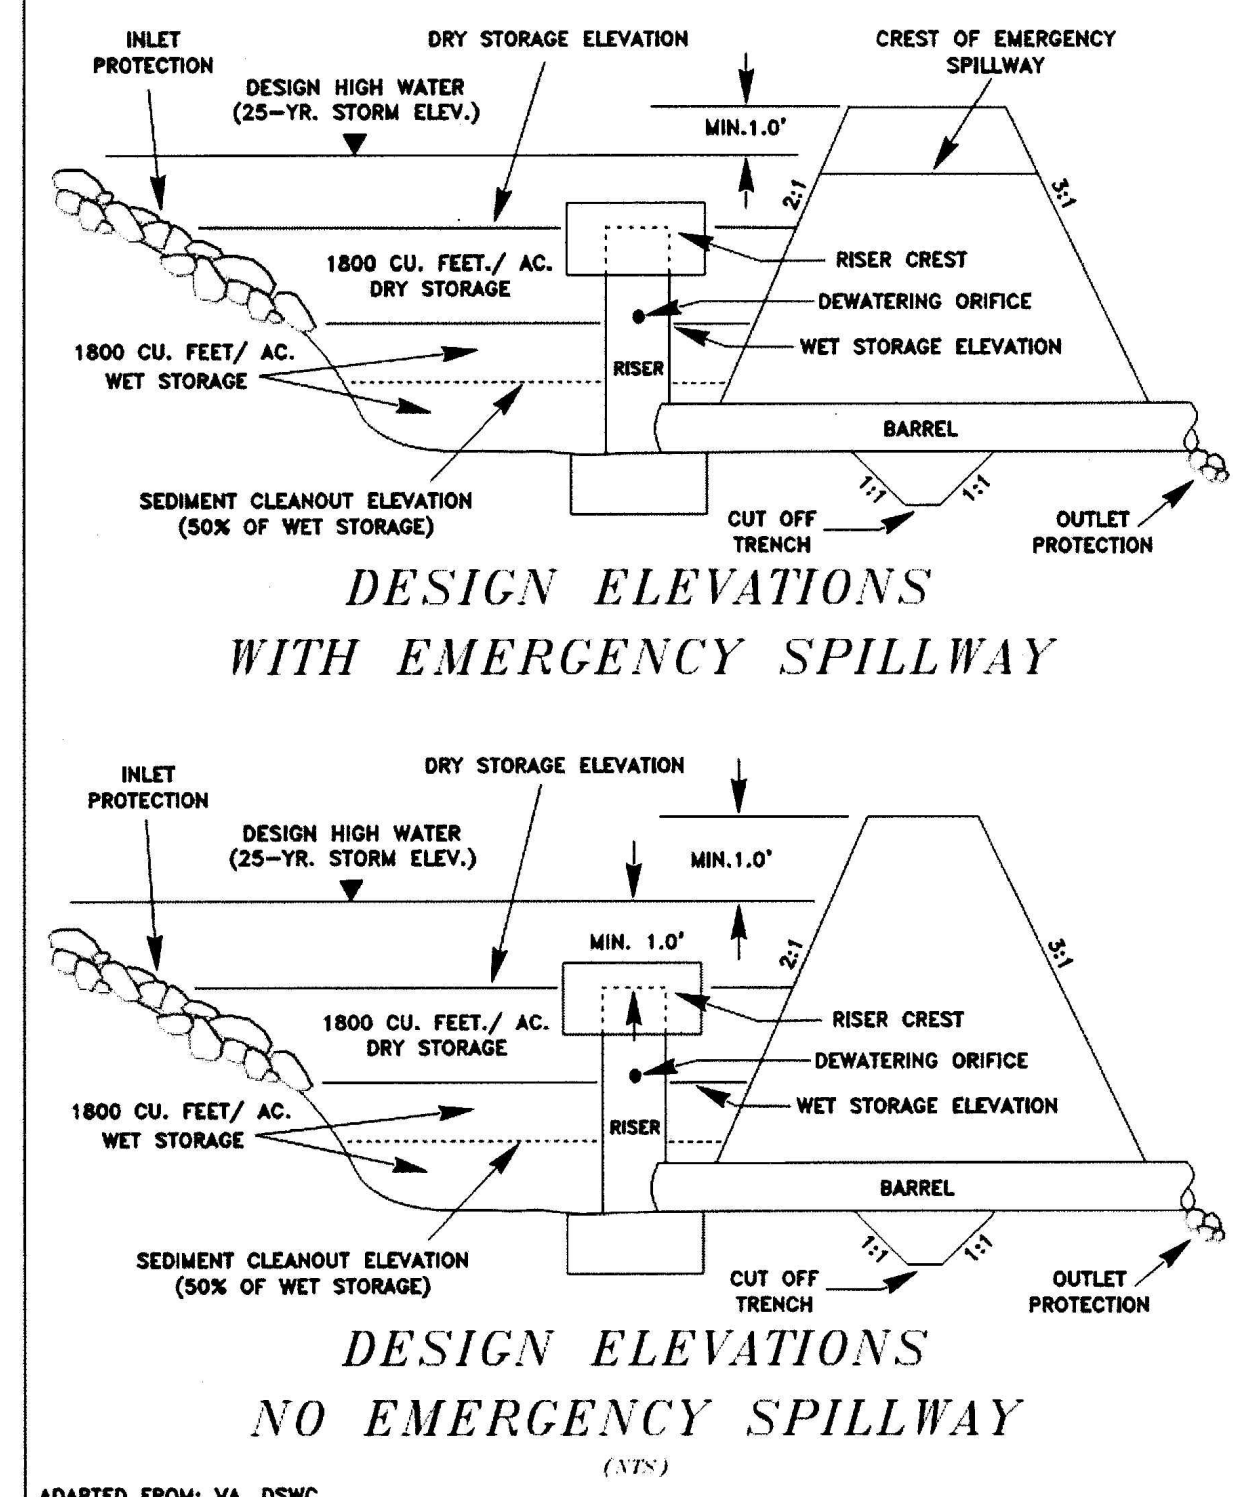 INLET
PROTECTION
DRY STORAGE ELEVATION
CREST OF EMERGENCY
SPILLWAY
DESIGN HIGH WATER
(25-YR. STORM ELEV.)
MIN.1.0'
2:1
3:1
1800 CU. FEET./ AC.
DRY STORAGE
RISER CREST
DEWATERING ORIFICE
1800 CU. FEET/ AC.
WET STORAGE
WET STORAGE ELEVATION
RISER
BARREL
SEDIMENT CLEANOUT ELEVATION
(50% OF WET STORAGE)
1:1
1:1
CUT OFF
TRENCH
OUTLET
PROTECTION
DESIGN ELEVATIONS
WITH EMERGENCY SPILLWAY
INLET
PROTECTION
DRY STORAGE ELEVATION
DESIGN HIGH WATER
(25-YR. STORM ELEV.)
MIN.1.0'
MIN. 1.0'
2:1
3:1
1800 CU. FEET./ AC.
DRY STORAGE
RISER CREST
DEWATERING ORIFICE
1800 CU. FEET/ AC.
WET STORAGE
WET STORAGE ELEVATION
RISER
BARREL
SEDIMENT CLEANOUT ELEVATION
(50% OF WET STORAGE)
1:1
1:1
CUT OFF
TRENCH
OUTLET
PROTECTION
DESIGN ELEVATIONS
NO EMERGENCY SPILLWAY
(NTS)
ADAPTED FROM: VA. DSWC